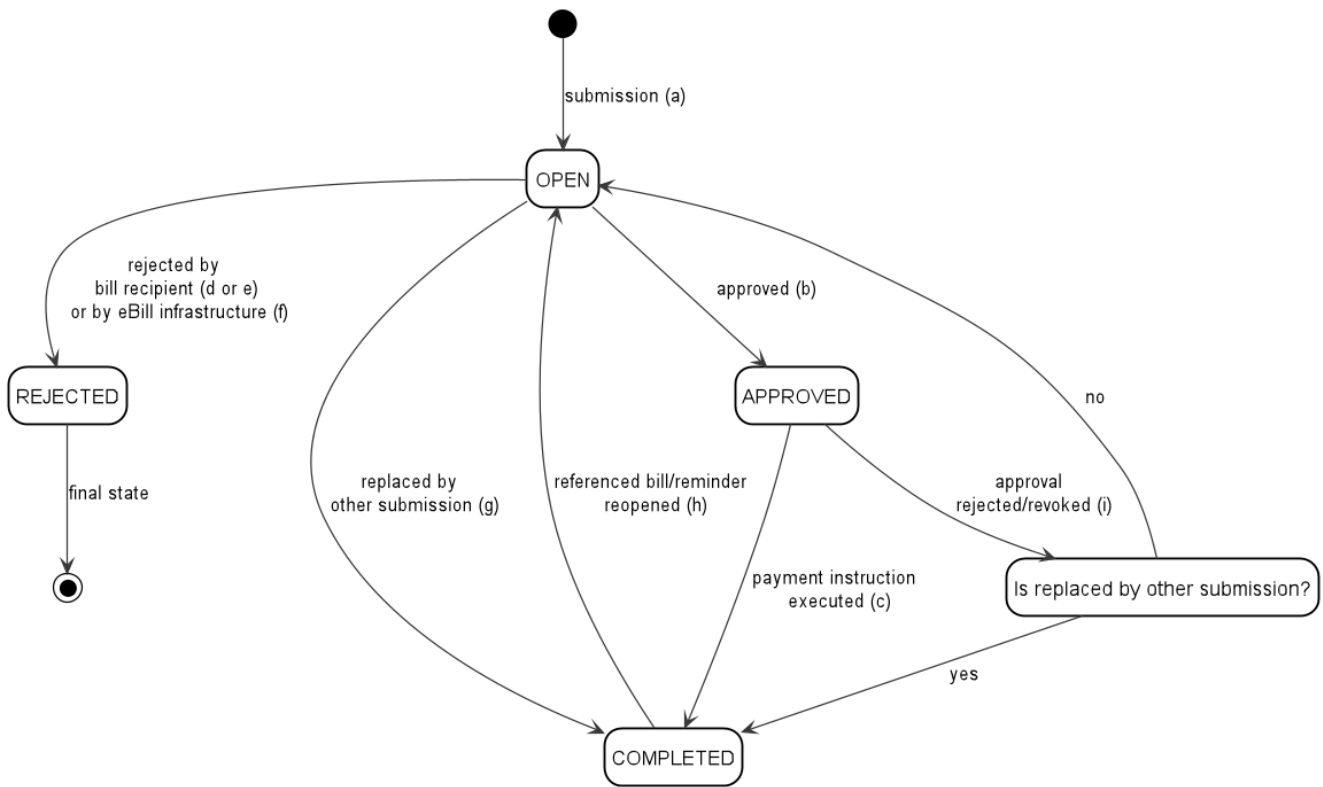 submission (a)
OPEN
rejected by
bill recipient (d or e)
or by eBill infrastructure (f)
approved (b)
REJECTED
APPROVED
no
final state
replaced by
other submission (g)
referenced bill/reminder
reopened (h)
approval
rejected/revoked (i)
payment instruction
executed (c)
Is replaced by other submission?
yes
COMPLETED